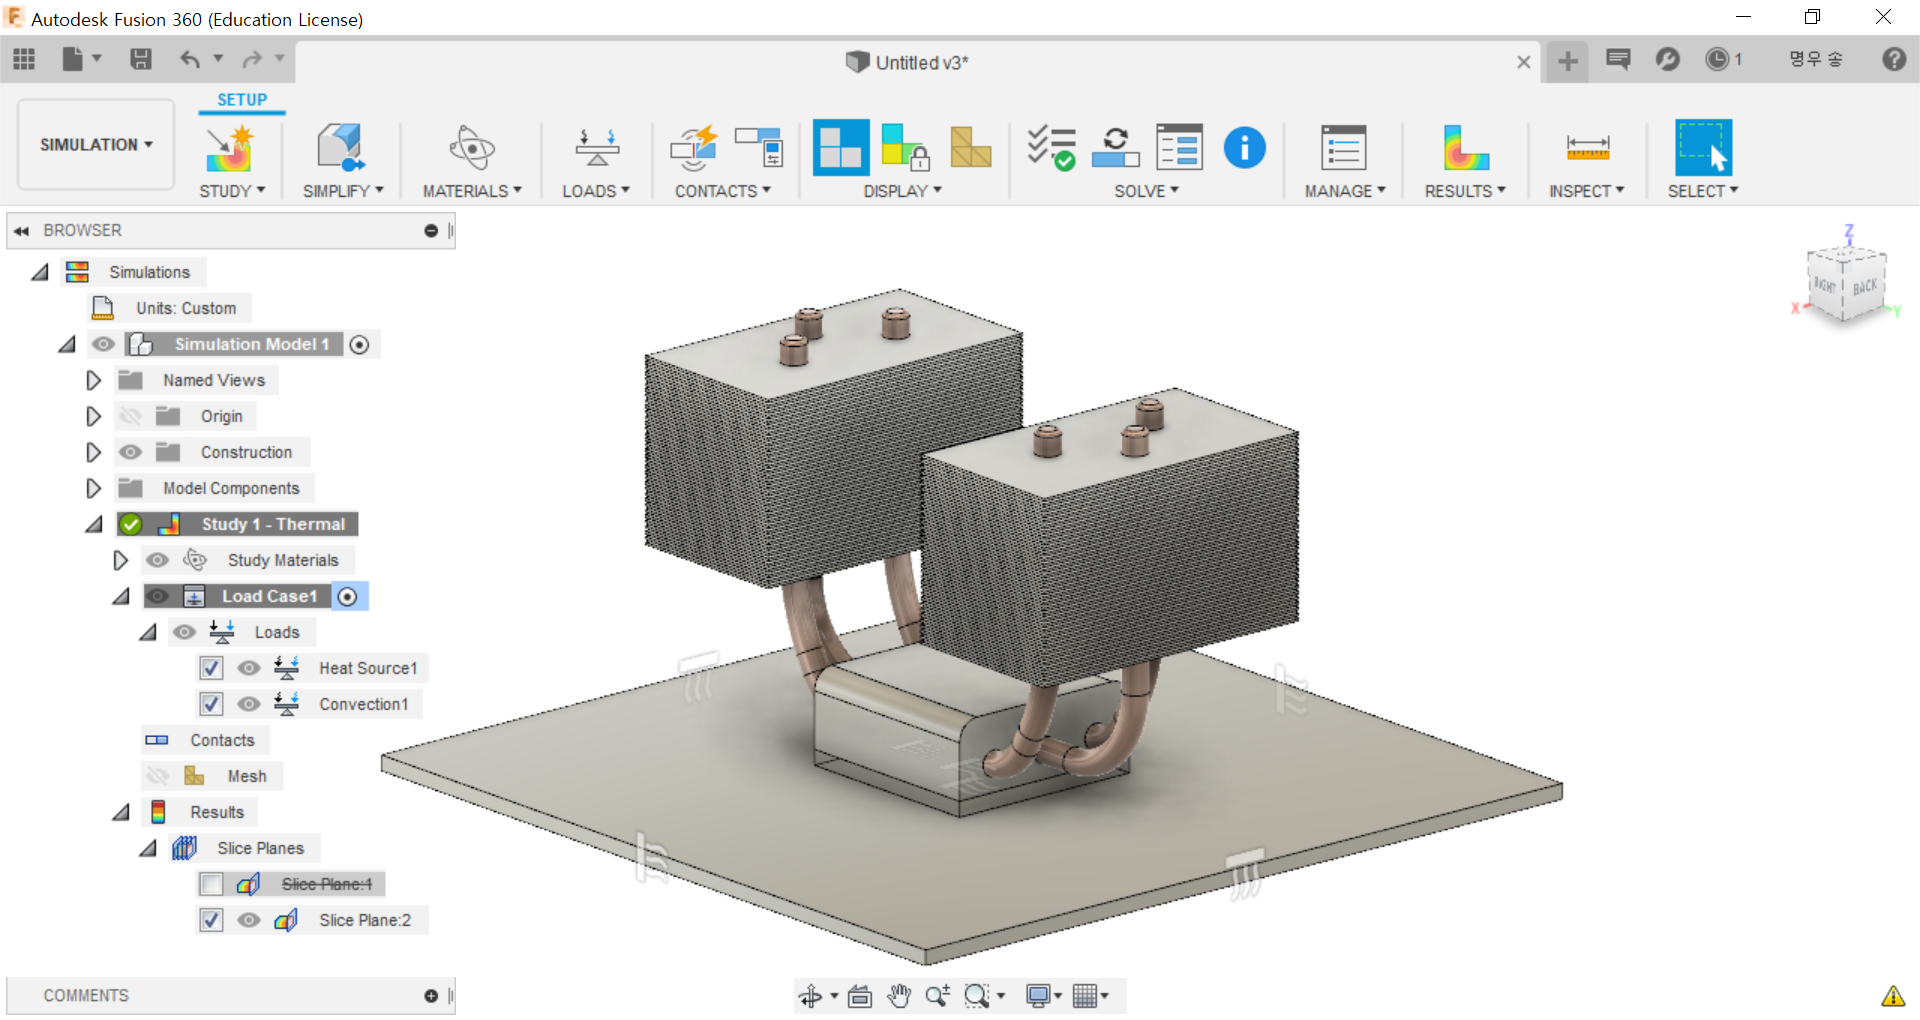 Autodesk Fusion 360 (Education License)
Untitled v3*
1
명우 송
SETUP
SIMULATION
STUDY
SIMPLIFY
MATERIALS
LOADS
CONTACTS
DISPLAY
SOLVE
MANAGE
RESULTS
INSPECT
SELECT
BROWSER
Simulations
Units: Custom
Simulation Model 1
Named Views
Origin
Construction
Model Components
Study 1 - Thermal
Study Materials
Load Case1
Loads
Heat Source1
Convection1
Contacts
Mesh
Results
Slice Planes
Slice Plane:1
Slice Plane:2
COMMENTS
Z
RIGHT
BACK
X
Y